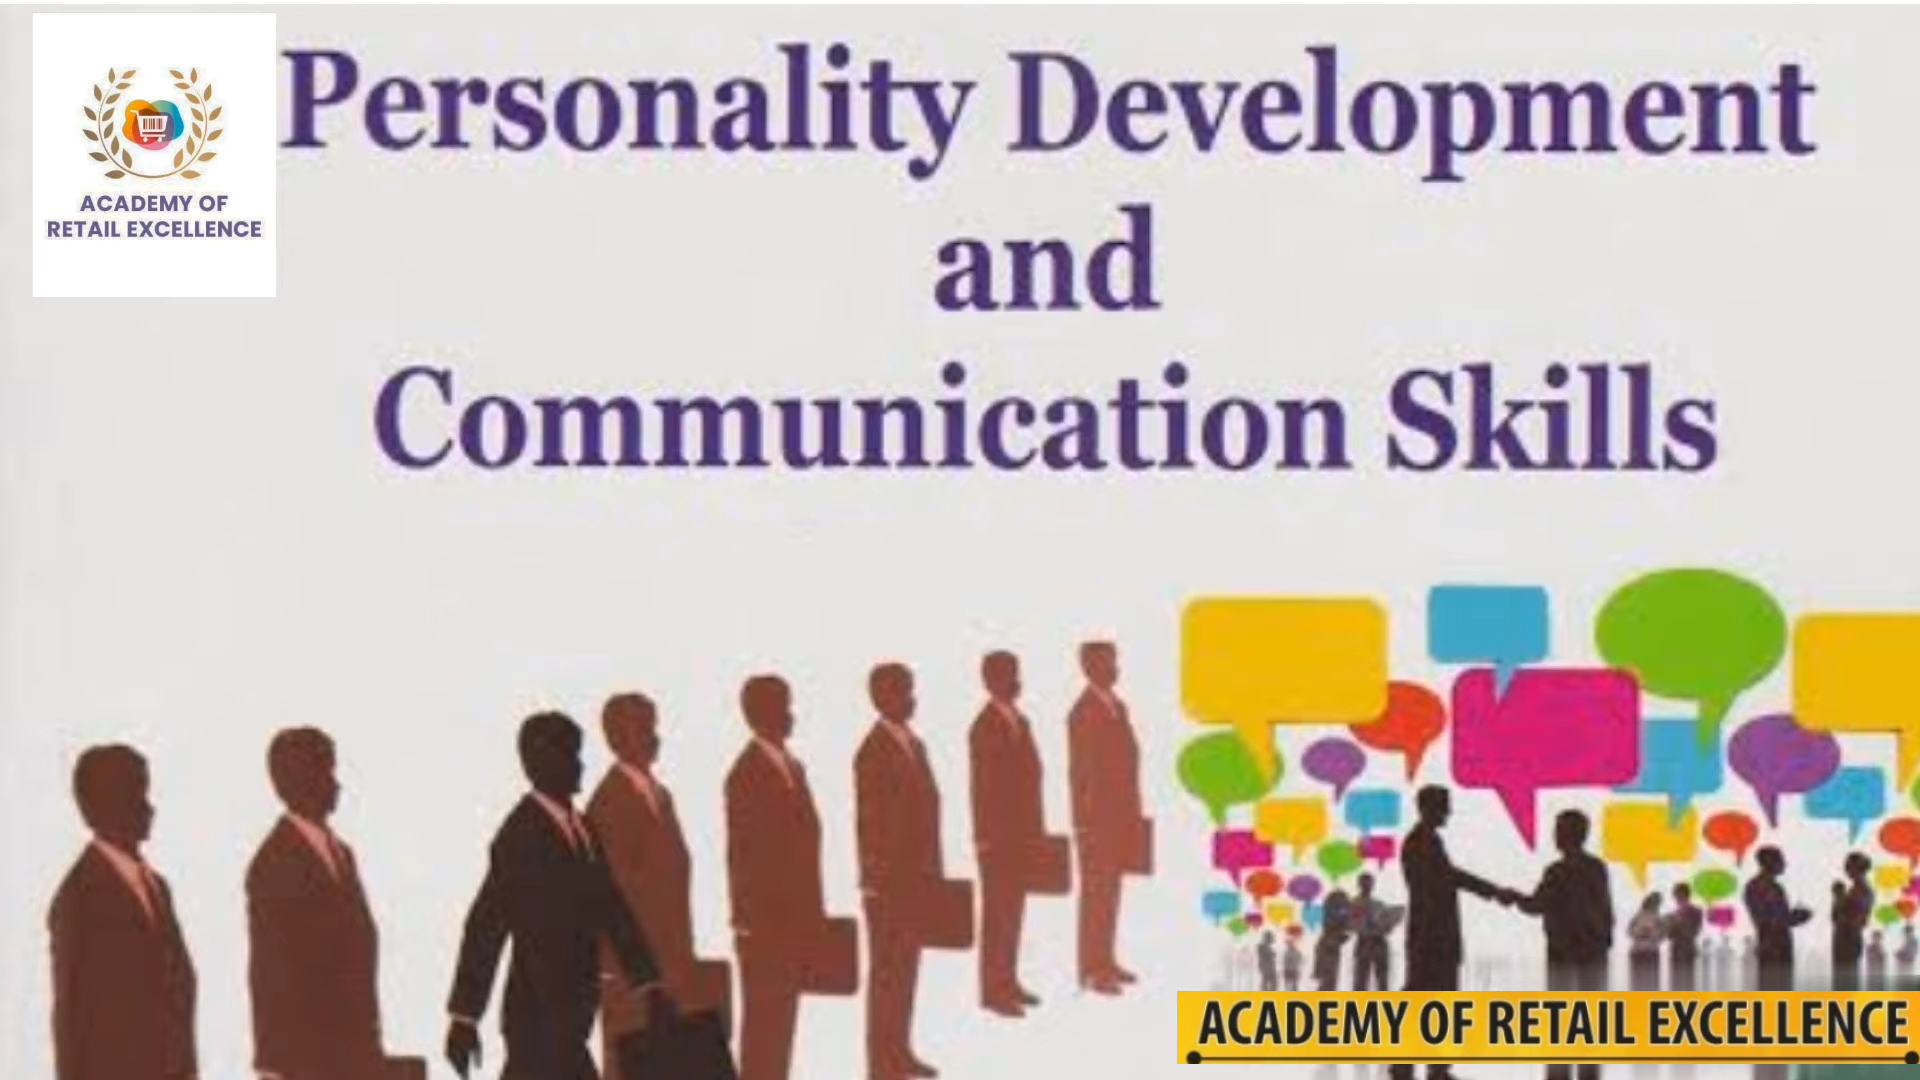 ACADEMY OF
RETAIL EXCELLENCE
Personality Development
and
Communication Skills
ACADEMY OF RETAIL EXCELLENCE